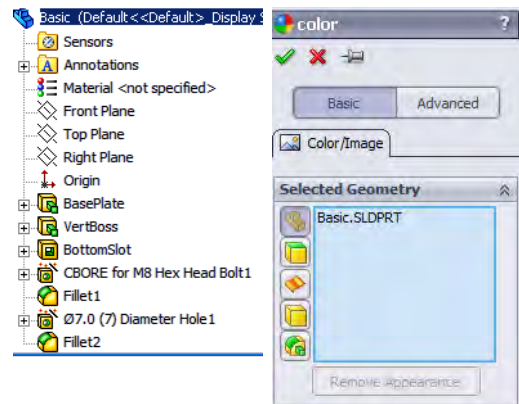 Basic (Default<<Default>_Display S
Sensors
Annotations
Material <not specified>
Front Plane
Top Plane
Right Plane
Origin
BasePlate
VertBoss
BottomSlot
CBORE for M8 Hex Head Bolt1
Fillet1
Ø7.0 (7) Diameter Hole1
Fillet2
color ?
Basic Advanced
Color/Image
Selected Geometry
Basic.SLDPRT
Remove Appearance